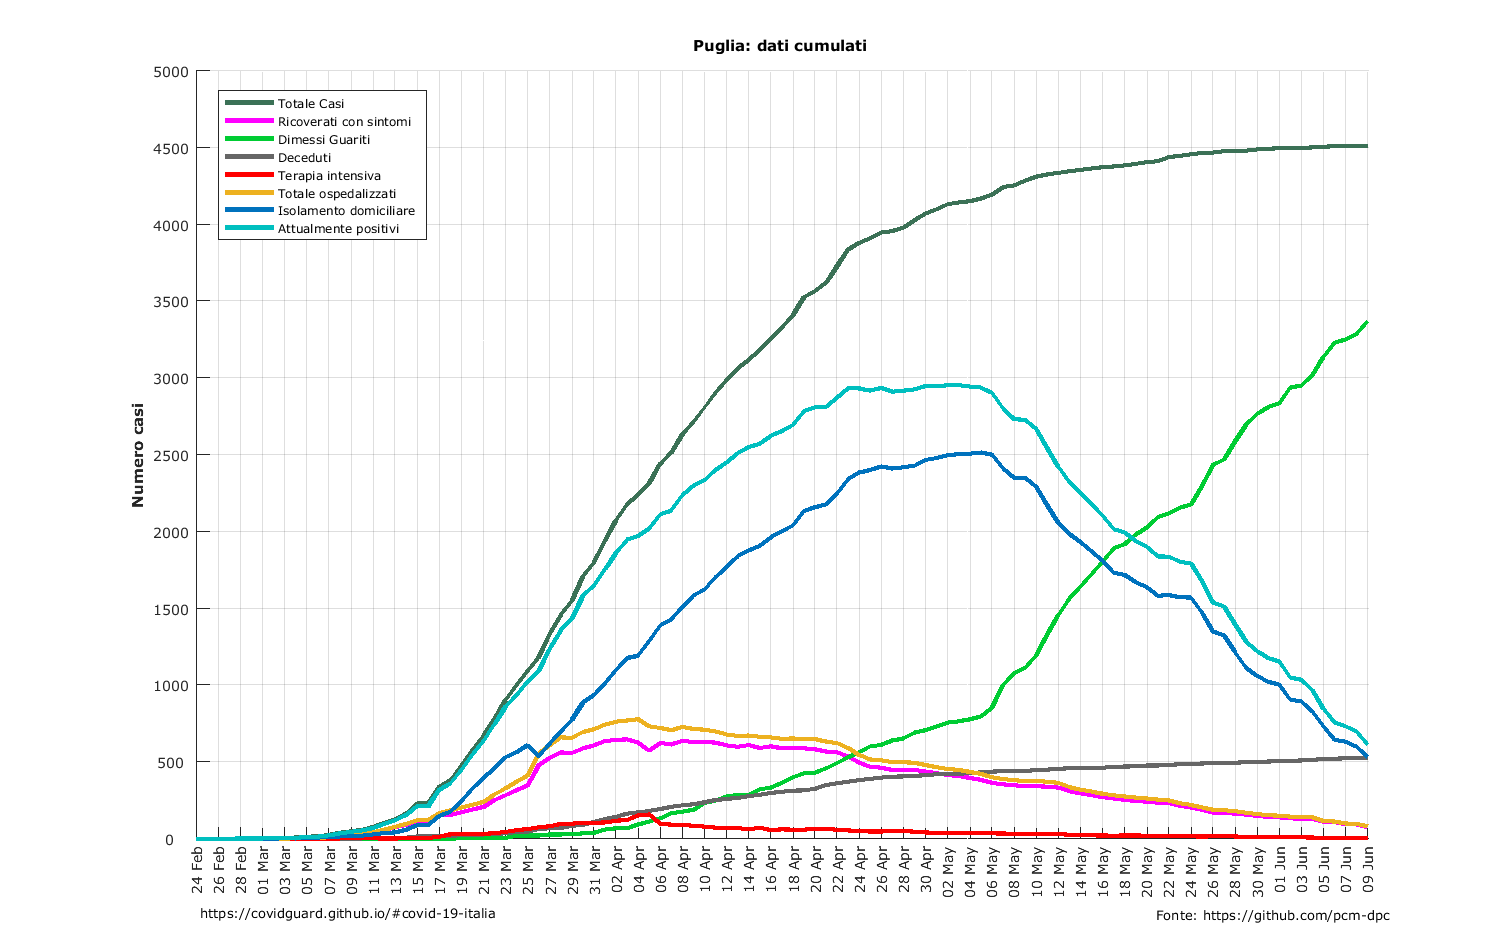 Puglia: dati cumulati
Numero casi
5000
4500
4000
3500
3000
2500
2000
1500
1000
500
0
Totale Casi
Ricoverati con sintomi
Dimessi Guariti
Deceduti
Terapia intensiva
Totale ospedalizzati
Isolamento domiciliare
Attualmente positivi
24 Feb
26 Feb
28 Feb
01 Mar
03 Mar
05 Mar
07 Mar
09 Mar
11 Mar
13 Mar
15 Mar
17 Mar
19 Mar
21 Mar
23 Mar
25 Mar
27 Mar
29 Mar
31 Mar
02 Apr
04 Apr
06 Apr
08 Apr
10 Apr
12 Apr
14 Apr
16 Apr
18 Apr
20 Apr
22 Apr
24 Apr
26 Apr
28 Apr
30 Apr
02 May
04 May
06 May
08 May
10 May
12 May
14 May
16 May
18 May
20 May
22 May
24 May
26 May
28 May
30 May
01 Jun
03 Jun
05 Jun
07 Jun
09 Jun
https://covidguard.github.io/#covid-19-italia
Fonte: https://github.com/pcm-dpc